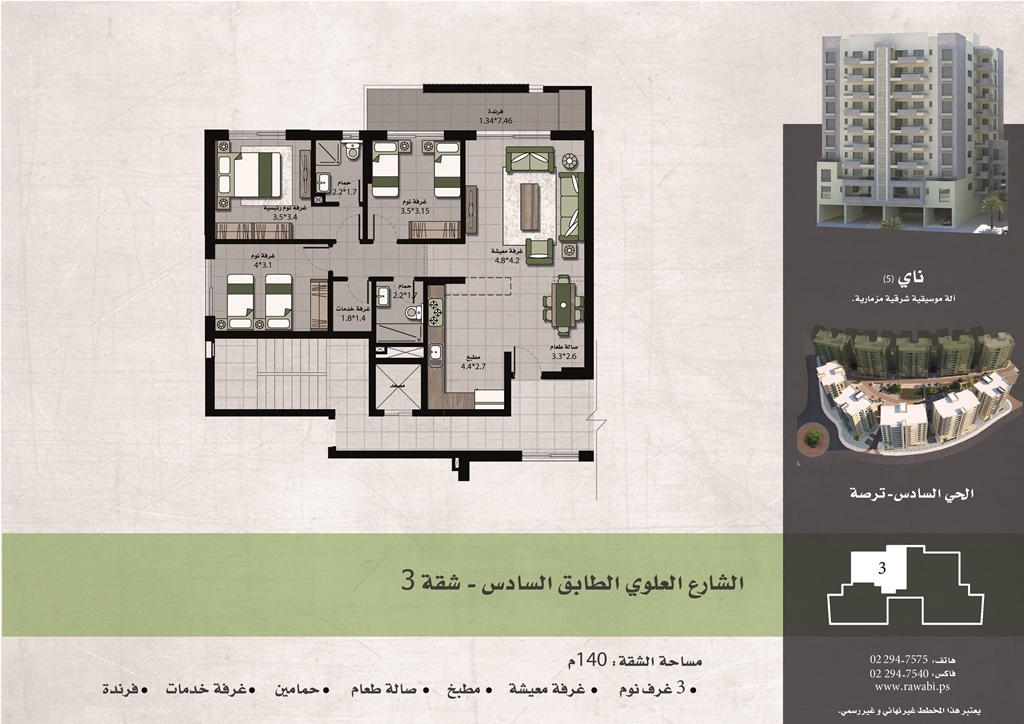 فرندة
1.34*7.46
حمام
2.2*1.7
غرفة نوم رئيسية
3.5*3.4
غرفة نوم
3.5*3.15
غرفة معيشة
4.8*4.2
غرفة نوم
4*3.1
حمام
2.2*1.7
غرفة خدمات
1.8*1.4
صالة طعام
3.3*2.6
مطبخ
4.4*2.7
مصعد
ناي (5)
آلة موسيقية شرقية مزمارية.
الحي السادس-ترصة
3
الشارع العلوي الطابق السادس - شقة 3
مساحة الشقة: 140م
• 3 غرف نوم • غرفة معيشة • مطبخ • صالة طعام • حمامين • غرفة خدمات • فرندة
هاتف: 02 294-7575
فاكس: 02 294-7540
www.rawabi.ps
يعتبر هذا المخطط غير نهائي و غير رسمي.